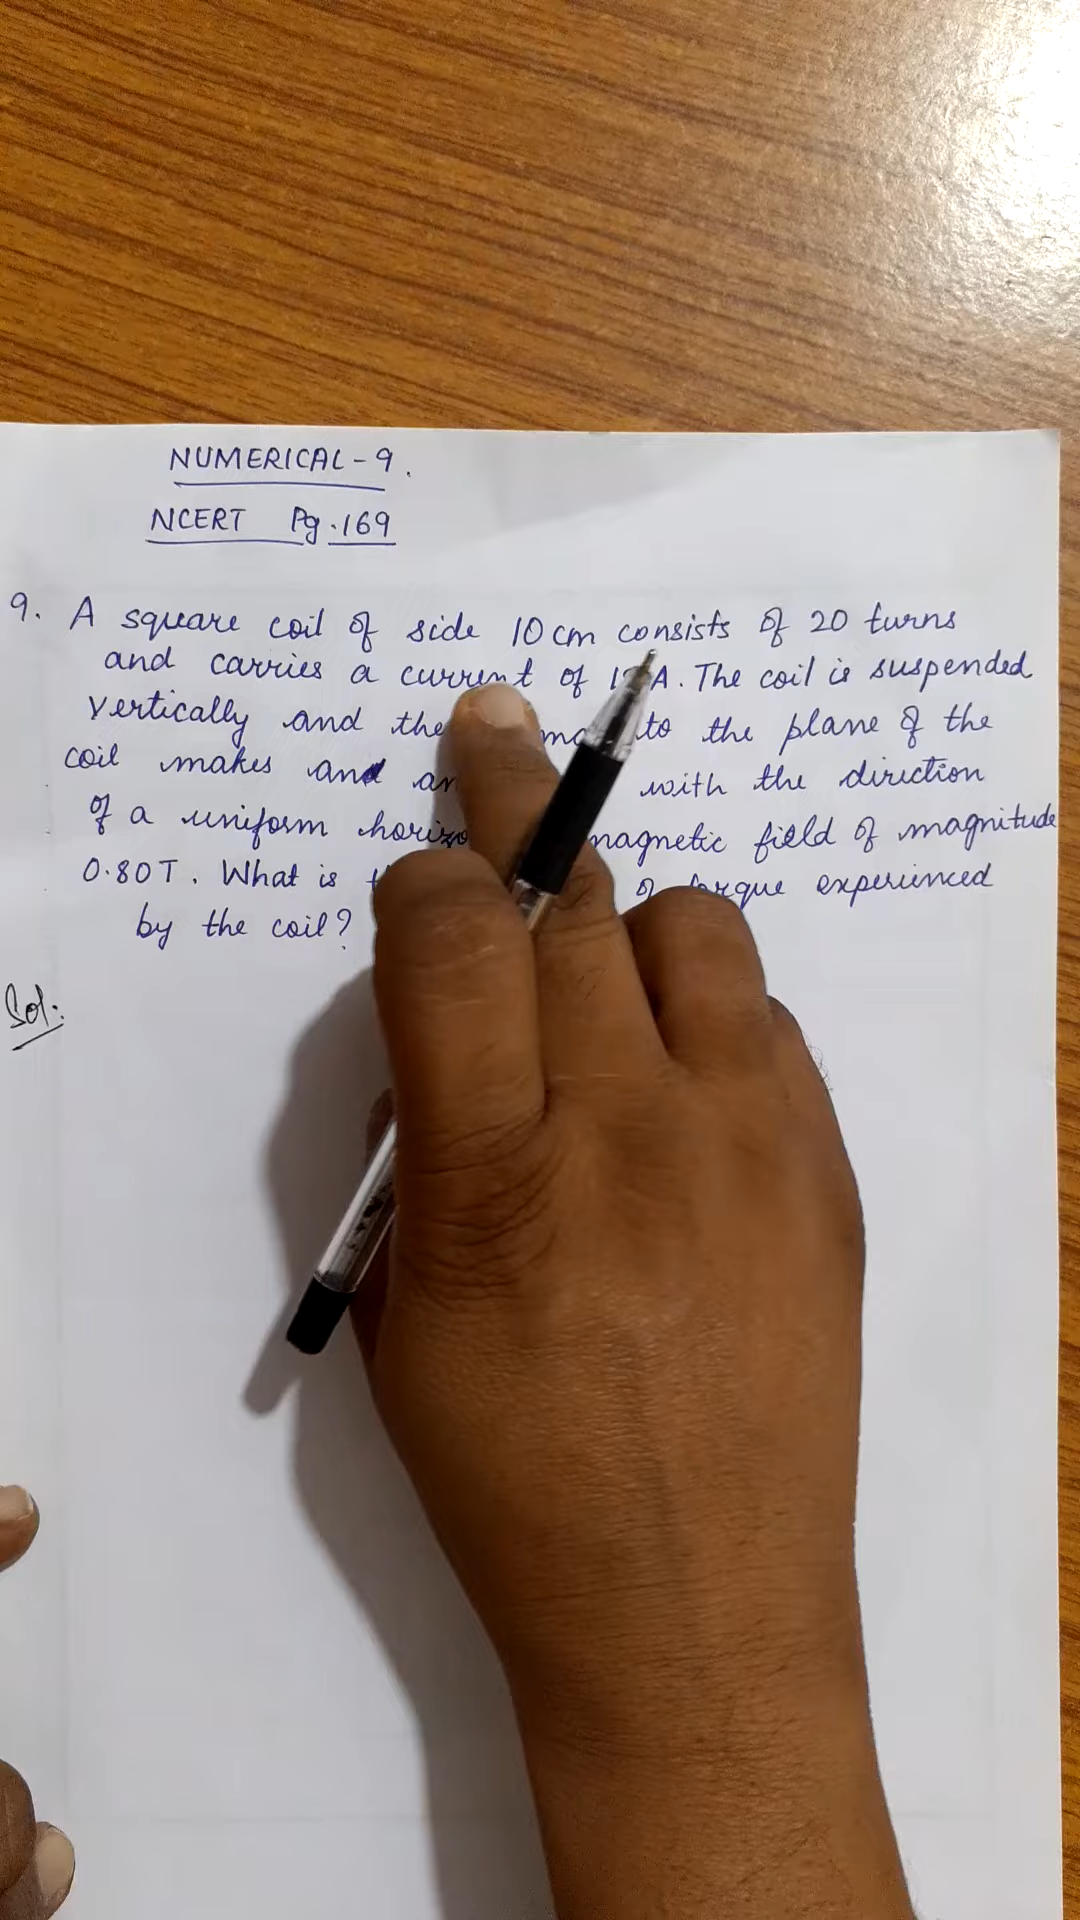 NUMERICAL-9.
NCERT Pg.169
9. A square coil of side 10 cm consists of 20 turns
and carries a current of A. The coil is suspended
vertically and the to the plane of the
coil makes and with the direction
of a uniform magnetic field of magnitude
0.80T. What is torque experienced
by the coil?
Sol: